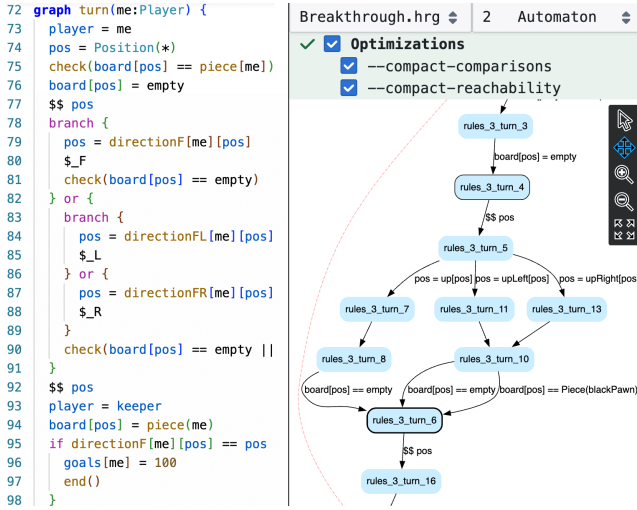 72 graph turn(me:Player) {
73 player = me
74 pos = Position(*)
75 check(board[pos] == piece[me])
76 board[pos] = empty
77 $$ pos
78 branch {
79 pos = directionF[me][pos]
80 $_F
81 check(board[pos] == empty)
82 } or {
83 branch {
84 pos = directionFL[me][pos]
85 $_L
86 } or {
87 pos = directionFR[me][pos]
88 $_R
89 }
90 check(board[pos] == empty ||
91 }
92 $$ pos
93 player = keeper
94 board[pos] = piece(me)
95 if directionF[me][pos] == pos
96 goals[me] = 100
97 end()
98 }
Breakthrough.hrg 2 Automaton
Optimizations
--compact-comparisons
--compact-reachability
rules_3_turn_3
board[pos] = empty
rules_3_turn_4
$$ pos
rules_3_turn_5
pos = up[pos] pos = upLeft[pos] pos = upRight[pos
rules_3_turn_7 rules_3_turn_11 rules_3_turn_13
rules_3_turn_8 rules_3_turn_10
board[pos] == empty board[pos] == empty board[pos] == Piece(blackPawn)
rules_3_turn_6
$$ pos
rules_3_turn_16